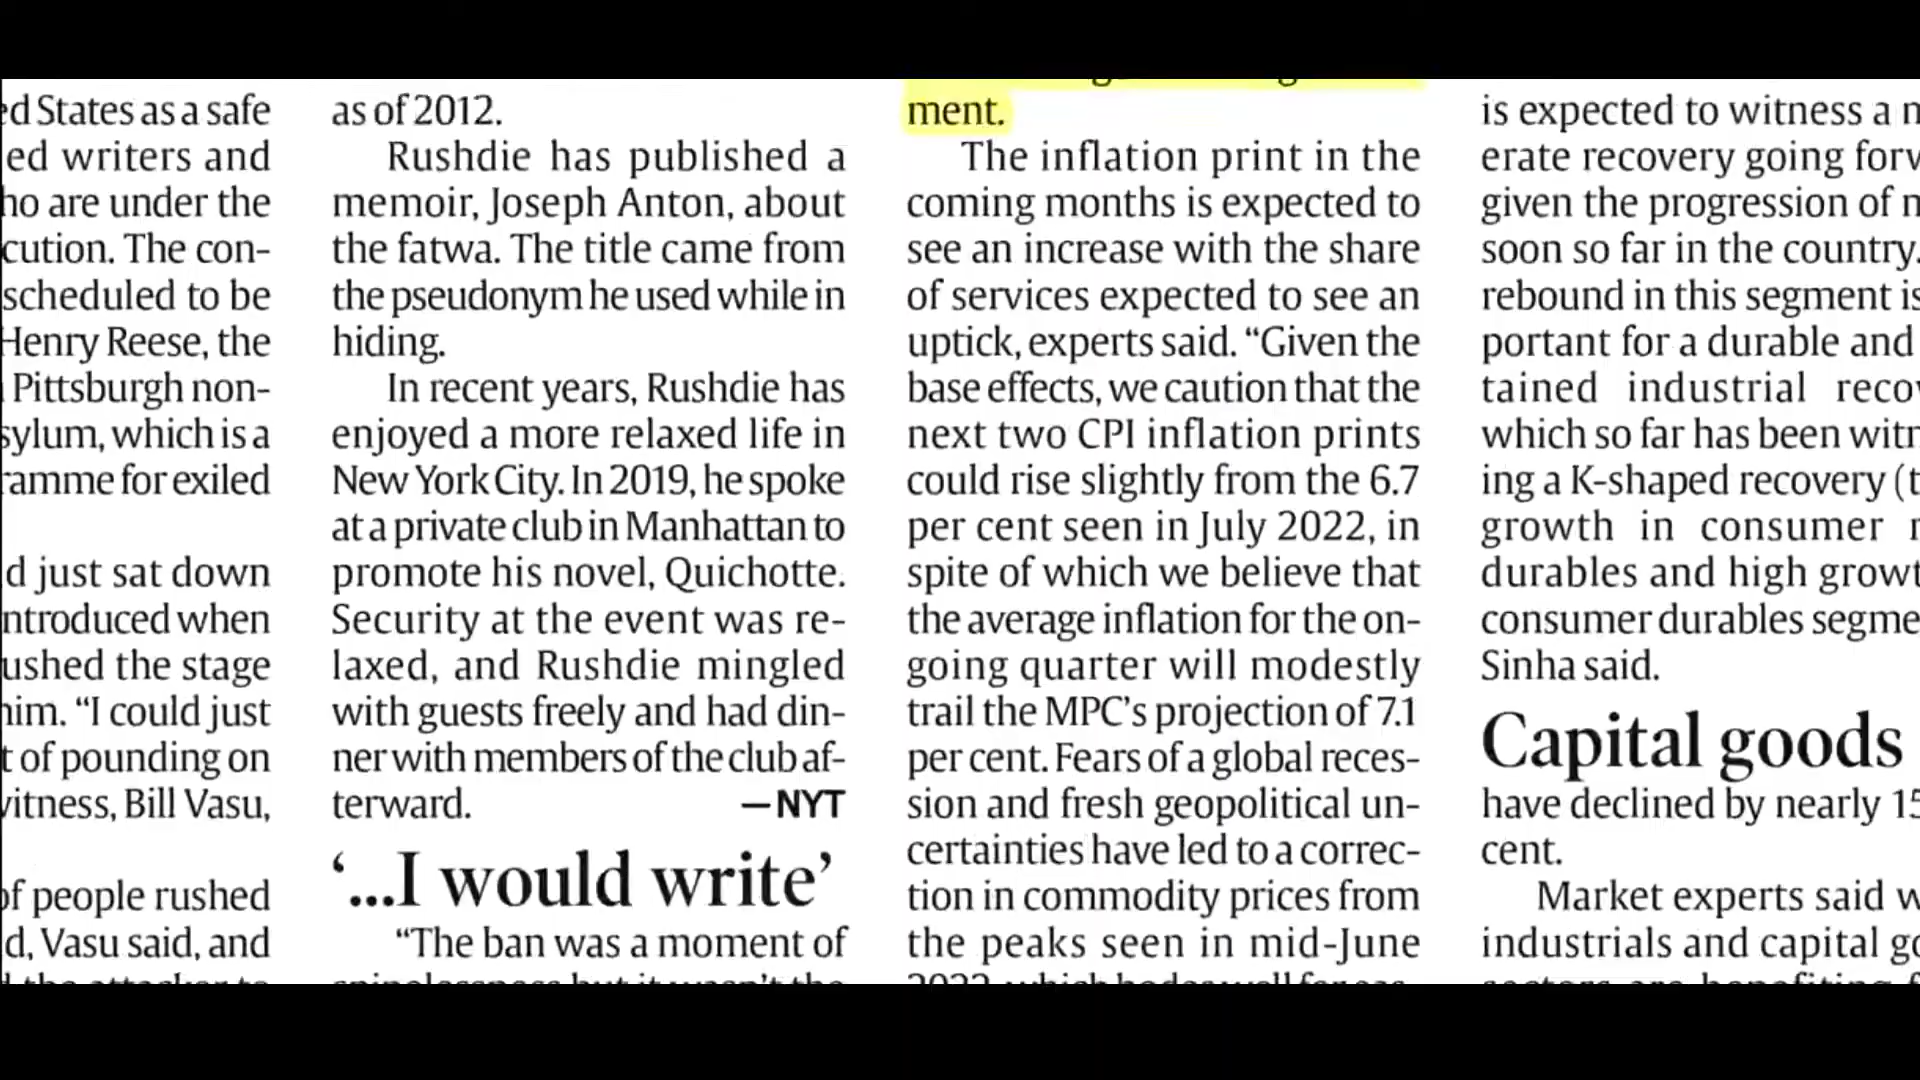 States as a safe
ed writers and
are under the
cution. The con-
scheduled to be
Henry Reese, the
Pittsburgh non-
sylum, which is a
ramme for exiled
d just sat down
ntroduced when
ushed the stage
him. “I could just
t of pounding on
witness, Bill Vasu,
of people rushed
d, Vasu said, and
as of 2012.
Rushdie has published a
memoir, Joseph Anton, about
the fatwa. The title came from
the pseudonym he used while in
hiding.
In recent years, Rushdie has
enjoyed a more relaxed life in
New York City. In 2019, he spoke
at a private club in Manhattan to
promote his novel, Quichotte.
Security at the event was re-
laxed, and Rushdie mingled
with guests freely and had din-
ner with members of the club af-
terward. —NYT
‘...I would write’
“The ban was a moment of
ment.
The inflation print in the
coming months is expected to
see an increase with the share
of services expected to see an
uptick, experts said. “Given the
base effects, we caution that the
next two CPI inflation prints
could rise slightly from the 6.7
per cent seen in July 2022, in
spite of which we believe that
the average inflation for the on-
going quarter will modestly
trail the MPC’s projection of 7.1
per cent. Fears of a global reces-
sion and fresh geopolitical un-
certainties have led to a correc-
tion in commodity prices from
the peaks seen in mid-June
is expected to witness a
erate recovery going forw
given the progression of
soon so far in the country.
rebound in this segment is
portant for a durable and
tained industrial reco
which so far has been witn
ing a K-shaped recovery (t
growth in consumer
durables and high growt
consumer durables segme
Sinha said.
Capital goods
have declined by nearly 15
cent.
Market experts said w
industrials and capital go